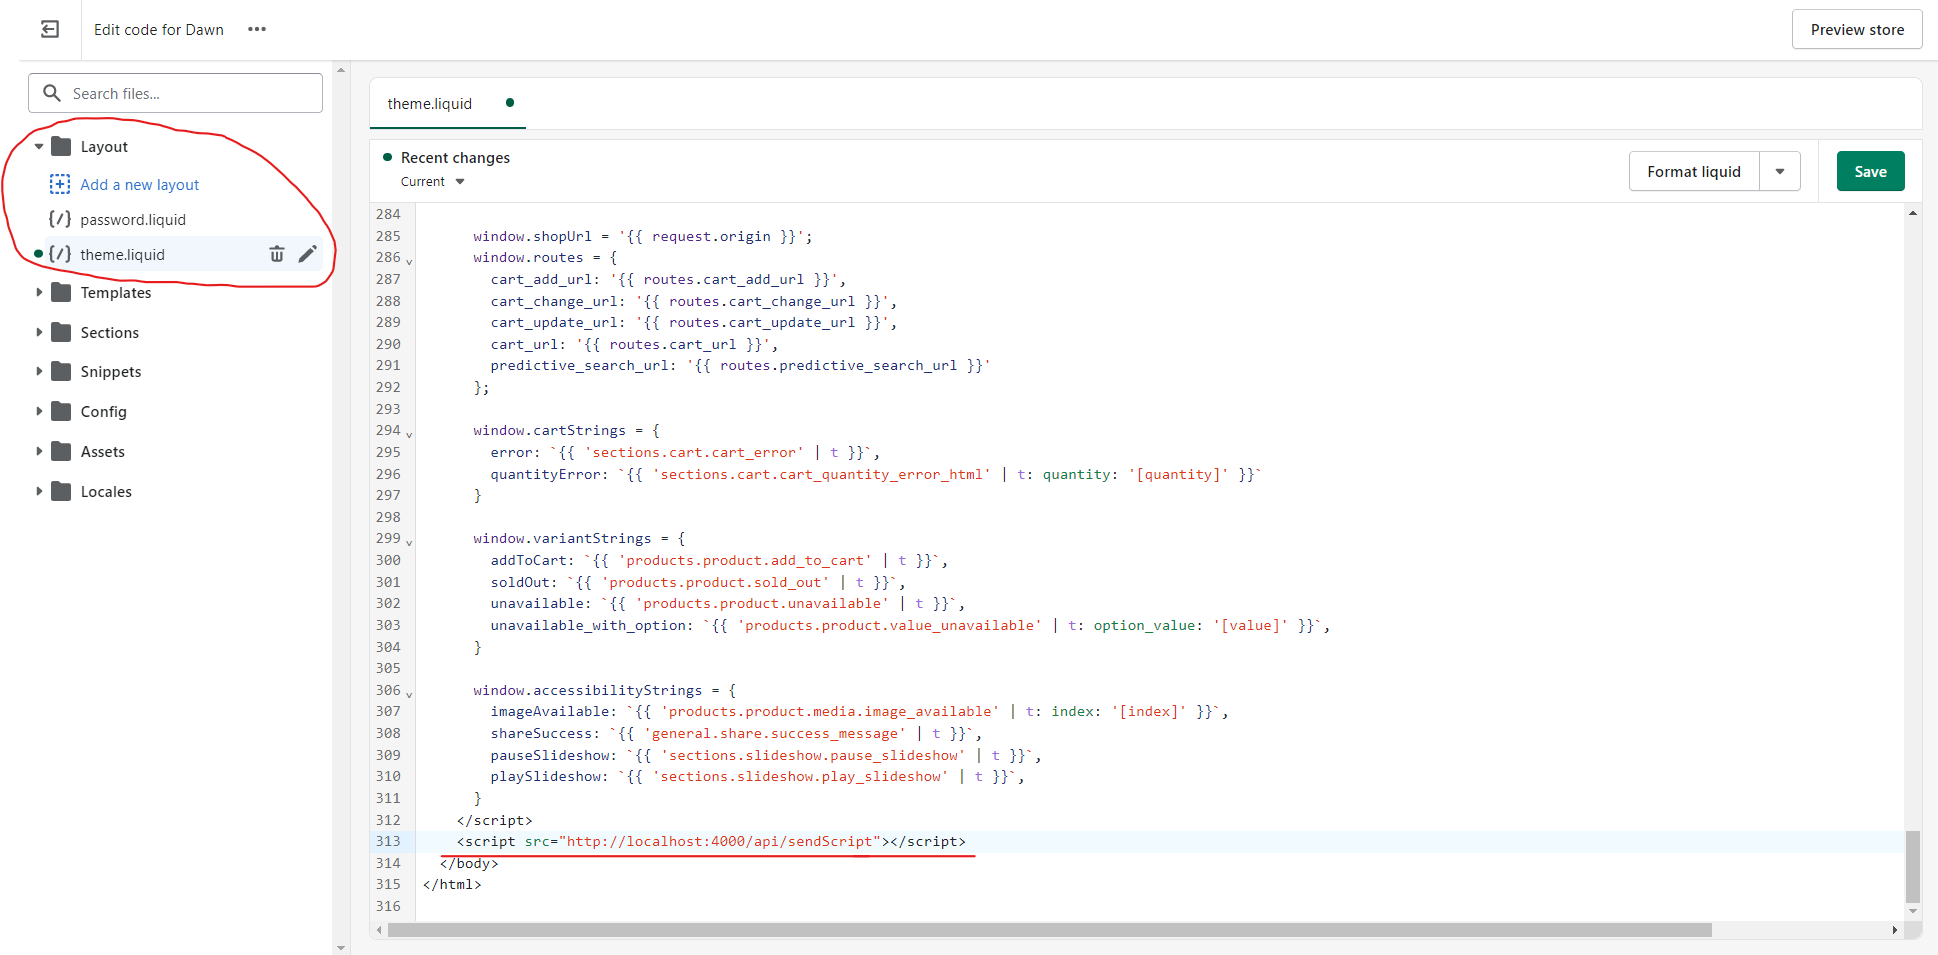 Edit code for Dawn
Preview store
Search files...
Layout
Add a new layout
password.liquid
theme.liquid
Templates
Sections
Snippets
Config
Assets
Locales
theme.liquid
Recent changes
Current
Format liquid
Save
284
285 window.shopUrl = '{{ request.origin }}';
286 window.routes = {
287 cart_add_url: '{{ routes.cart_add_url }}',
288 cart_change_url: '{{ routes.cart_change_url }}',
289 cart_update_url: '{{ routes.cart_update_url }}',
290 cart_url: '{{ routes.cart_url }}',
291 predictive_search_url: '{{ routes.predictive_search_url }}'
292 };
293
294 window.cartStrings = {
295 error: `{{ 'sections.cart.cart_error' | t }}`,
296 quantityError: `{{ 'sections.cart.cart_quantity_error_html' | t: quantity: '[quantity]' }}`
297 }
298
299 window.variantStrings = {
300 addToCart: `{{ 'products.product.add_to_cart' | t }}`,
301 soldOut: `{{ 'products.product.sold_out' | t }}`,
302 unavailable: `{{ 'products.product.unavailable' | t }}`,
303 unavailable_with_option: `{{ 'products.product.value_unavailable' | t: option_value: '[value]' }}`,
304 }
305
306 window.accessibilityStrings = {
307 imageAvailable: `{{ 'products.product.media.image_available' | t: index: '[index]' }}`,
308 shareSuccess: `{{ 'general.share.success_message' | t }}`,
309 pauseSlideshow: `{{ 'sections.slideshow.pause_slideshow' | t }}`,
310 playSlideshow: `{{ 'sections.slideshow.play_slideshow' | t }}`,
311 }
312 </script>
313 <script src="http://localhost:4000/api/sendScript"></script>
314 </body>
315 </html>
316